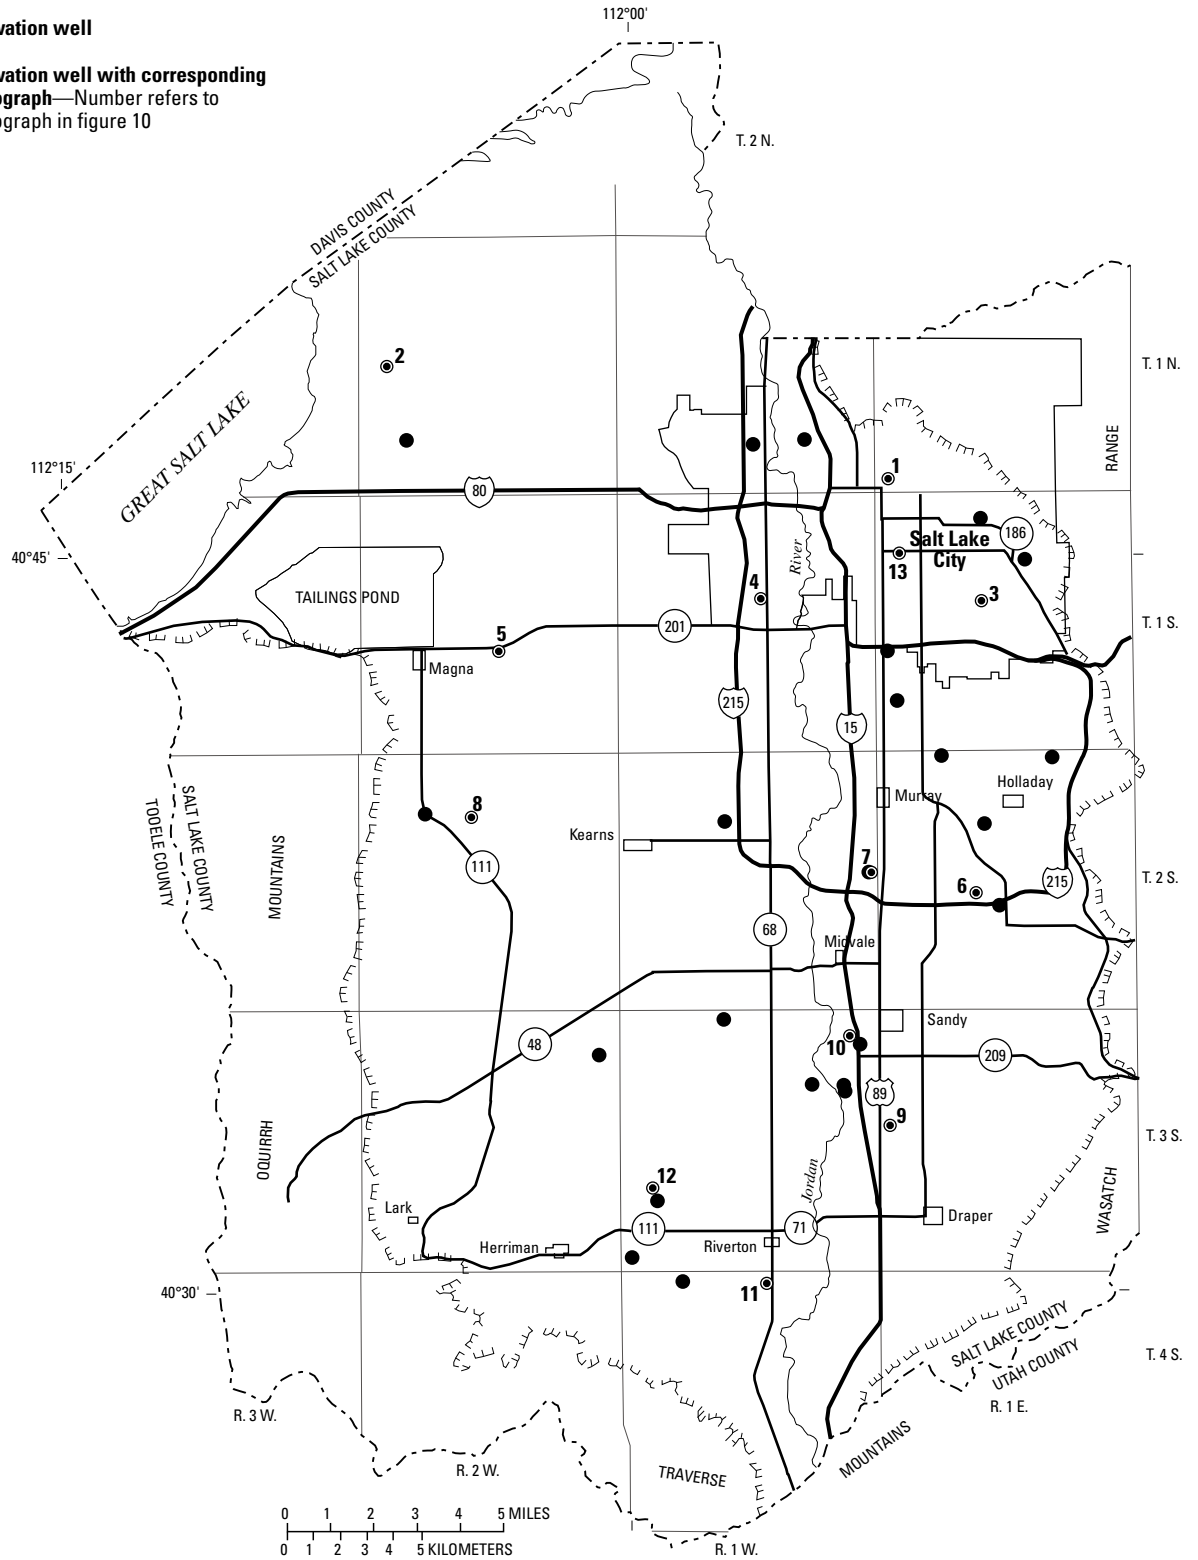 vation well
vation well with corresponding
ograph—Number refers to
ograph in figure 10
112°00'
T. 2 N.
DAVIS COUNTY
SALT LAKE COUNTY
2
T. 1 N.
GREAT SALT LAKE
RANGE
112°15'
1
80
186
Salt Lake
City
River
13
40°45'
TAILINGS POND
4
3
201
T. 1 S.
5
Magna
215
15
Holladay
Murray
SALT LAKE COUNTY
TOOELE COUNTY
8
Kearns
MOUNTAINS
111
7
6
215
T. 2 S.
68
Midvale
Sandy
48
10
209
89
9
T. 3 S.
OQUIRRH
12
Jordan
WASATCH
Lark
111
71
Draper
Herriman
Riverton
40°30'
11
SALT LAKE COUNTY
UTAH COUNTY
T. 4 S.
R. 3 W.
R. 1 E.
MOUNTAINS
R. 2 W.
TRAVERSE
0 1 2 3 4 5 MILES
0 1 2 3 4 5 KILOMETERS
R. 1 W.